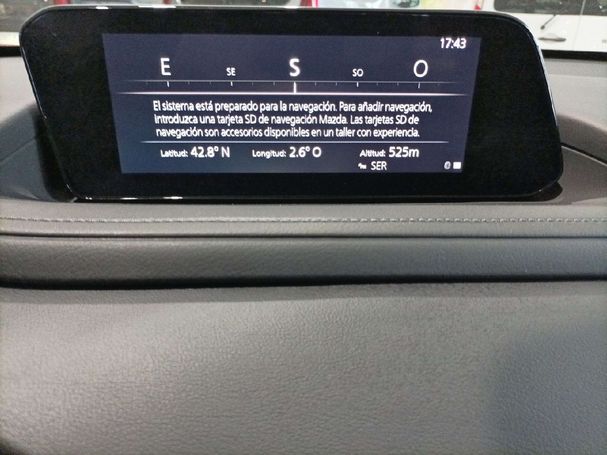 17:43
E SE S SO O
El sistema está preparado para la navegación. Para añadir navegación,
introduzca una tarjeta SD de navegación Mazda. Las tarjetas SD de
navegación son accesorios disponibles en un taller con experiencia.
Latitud: 42.8° N Longitud: 2.6° O Altitud: 525m
SER